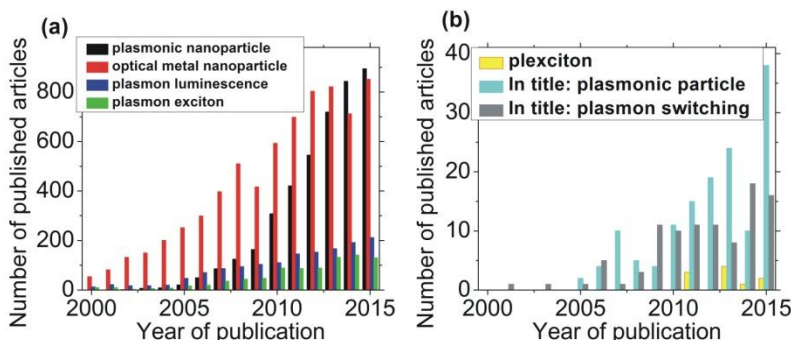 (a)
plasmonic nanoparticle
optical metal nanoparticle
plasmon luminescence
plasmon exciton
Number of published articles
800
600
400
200
0
2000 2005 2010 2015
Year of publication
(b)
plexciton
In title: plasmonic particle
In title: plasmon switching
Number of published articles
40
30
20
10
0
2000 2005 2010 2015
Year of publication